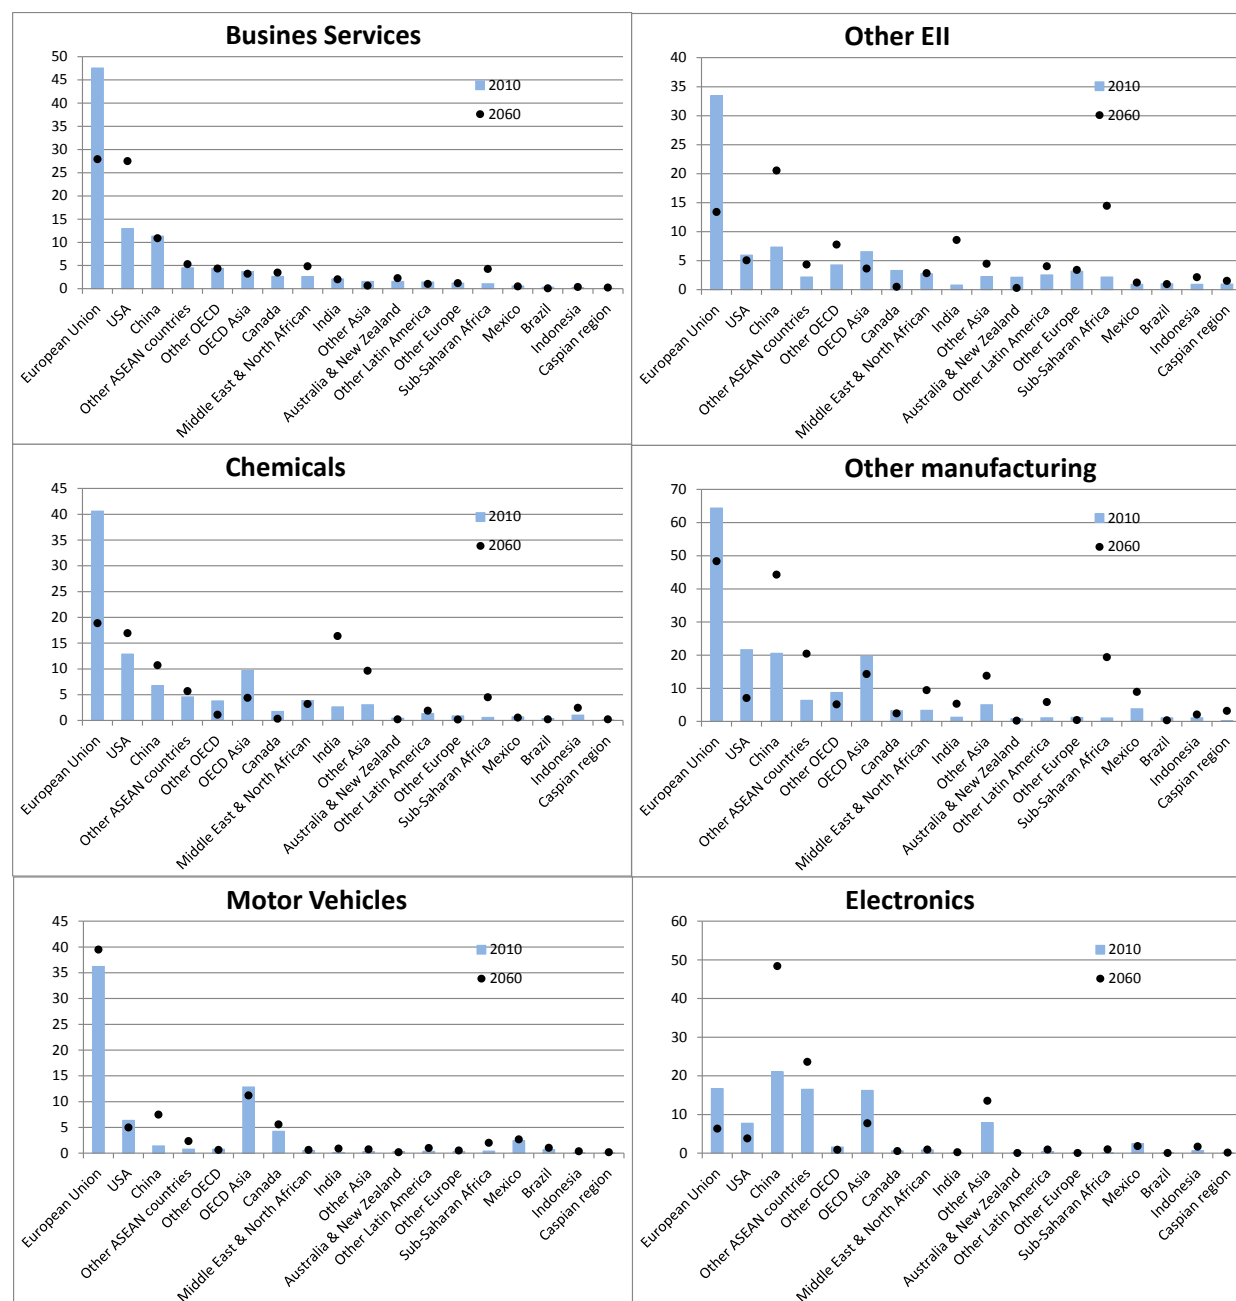 Busines Services
50
45
40
35
30
25
20
15
10
5
0
2010
2060
European Union
USA
China
Other ASEAN countries
Other OECD
OECD Asia
Canada
Middle East & North African
India
Other Asia
Australia & New Zealand
Other Latin America
Other Europe
Sub-Saharan Africa
Mexico
Brazil
Indonesia
Caspian region
Other EII
40
35
30
25
20
15
10
5
0
2010
2060
European Union
USA
China
Other ASEAN countries
Other OECD
OECD Asia
Canada
Middle East & North African
India
Other Asia
Australia & New Zealand
Other Latin America
Other Europe
Sub-Saharan Africa
Mexico
Brazil
Indonesia
Caspian region
Chemicals
45
40
35
30
25
20
15
10
5
0
2010
2060
European Union
USA
China
Other ASEAN countries
Other OECD
OECD Asia
Canada
Middle East & North African
India
Other Asia
Australia & New Zealand
Other Latin America
Other Europe
Sub-Saharan Africa
Mexico
Brazil
Indonesia
Caspian region
Other manufacturing
70
60
50
40
30
20
10
0
2010
2060
European Union
USA
China
Other ASEAN countries
Other OECD
OECD Asia
Canada
Middle East & North African
India
Other Asia
Australia & New Zealand
Other Latin America
Other Europe
Sub-Saharan Africa
Mexico
Brazil
Indonesia
Caspian region
Motor Vehicles
45
40
35
30
25
20
15
10
5
0
2010
2060
European Union
USA
China
Other ASEAN countries
Other OECD
OECD Asia
Canada
Middle East & North African
India
Other Asia
Australia & New Zealand
Other Latin America
Other Europe
Sub-Saharan Africa
Mexico
Brazil
Indonesia
Caspian region
Electronics
60
50
40
30
20
10
0
2010
2060
European Union
USA
China
Other ASEAN countries
Other OECD
OECD Asia
Canada
Middle East & North African
India
Other Asia
Australia & New Zealand
Other Latin America
Other Europe
Sub-Saharan Africa
Mexico
Brazil
Indonesia
Caspian region